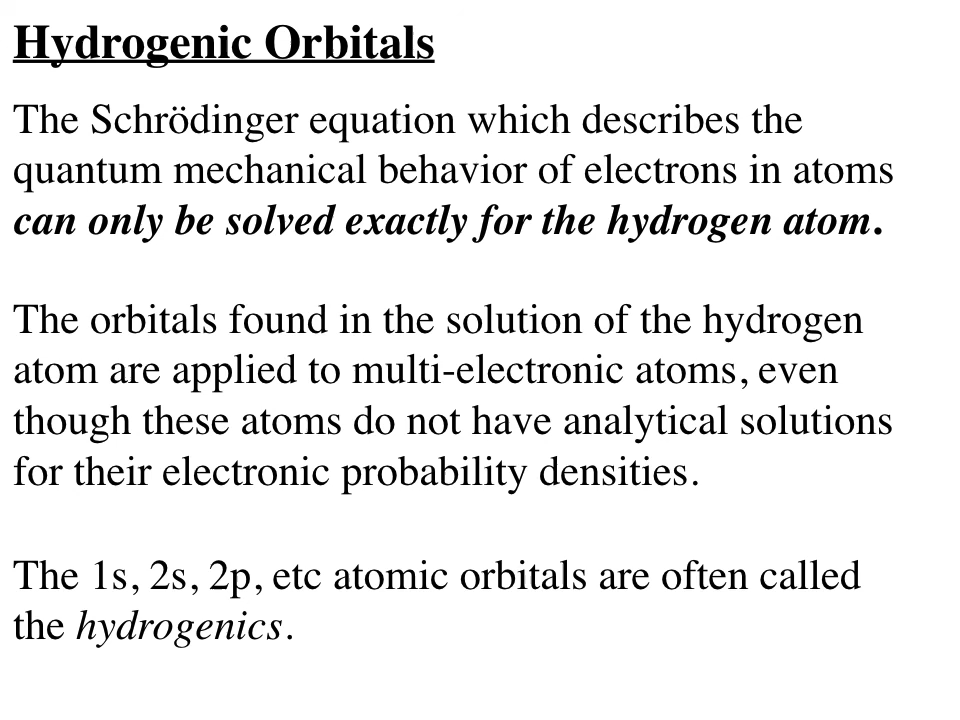 Hydrogenic Orbitals
The Schrödinger equation which describes the
quantum mechanical behavior of electrons in atoms
can only be solved exactly for the hydrogen atom.
The orbitals found in the solution of the hydrogen
atom are applied to multi-electronic atoms, even
though these atoms do not have analytical solutions
for their electronic probability densities.
The 1s, 2s, 2p, etc atomic orbitals are often called
the hydrogenics.